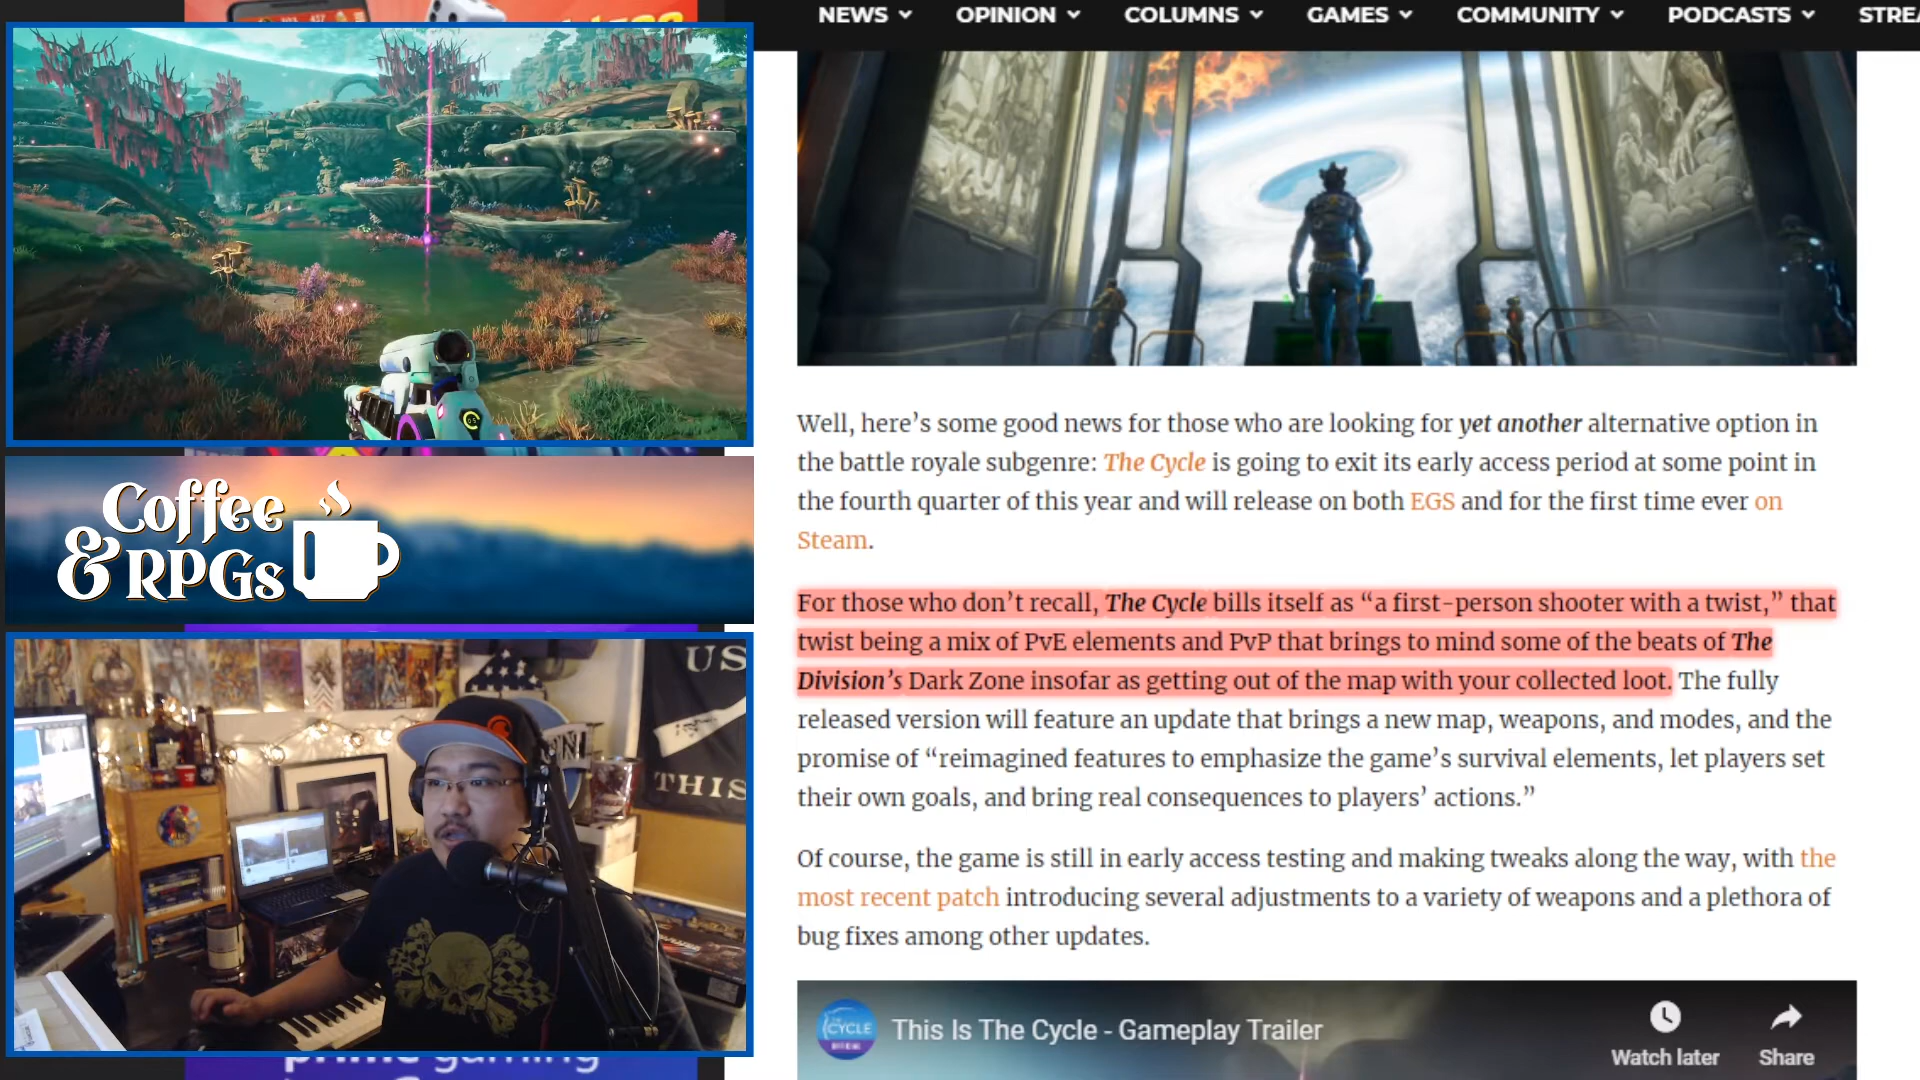 NEWS OPINION COLUMNS GAMES COMMUNITY PODCASTS
Coffee
& RPGs
US
THIS
prime gaming
Well, here’s some good news for those who are looking for yet another alternative option in
the battle royale subgenre: The Cycle is going to exit its early access period at some point in
the fourth quarter of this year and will release on both EGS and for the first time ever on
Steam.
For those who don’t recall, The Cycle bills itself as “a first-person shooter with a twist,” that
twist being a mix of PvE elements and PvP that brings to mind some of the beats of The
Division’s Dark Zone insofar as getting out of the map with your collected loot. The fully
released version will feature an update that brings a new map, weapons, and modes, and the
promise of “reimagined features to emphasize the game’s survival elements, let players set
their own goals, and bring real consequences to players’ actions.”
Of course, the game is still in early access testing and making tweaks along the way, with the
most recent patch introducing several adjustments to a variety of weapons and a plethora of
bug fixes among other updates.
CYCLE
This Is The Cycle - Gameplay Trailer
Watch later
Share